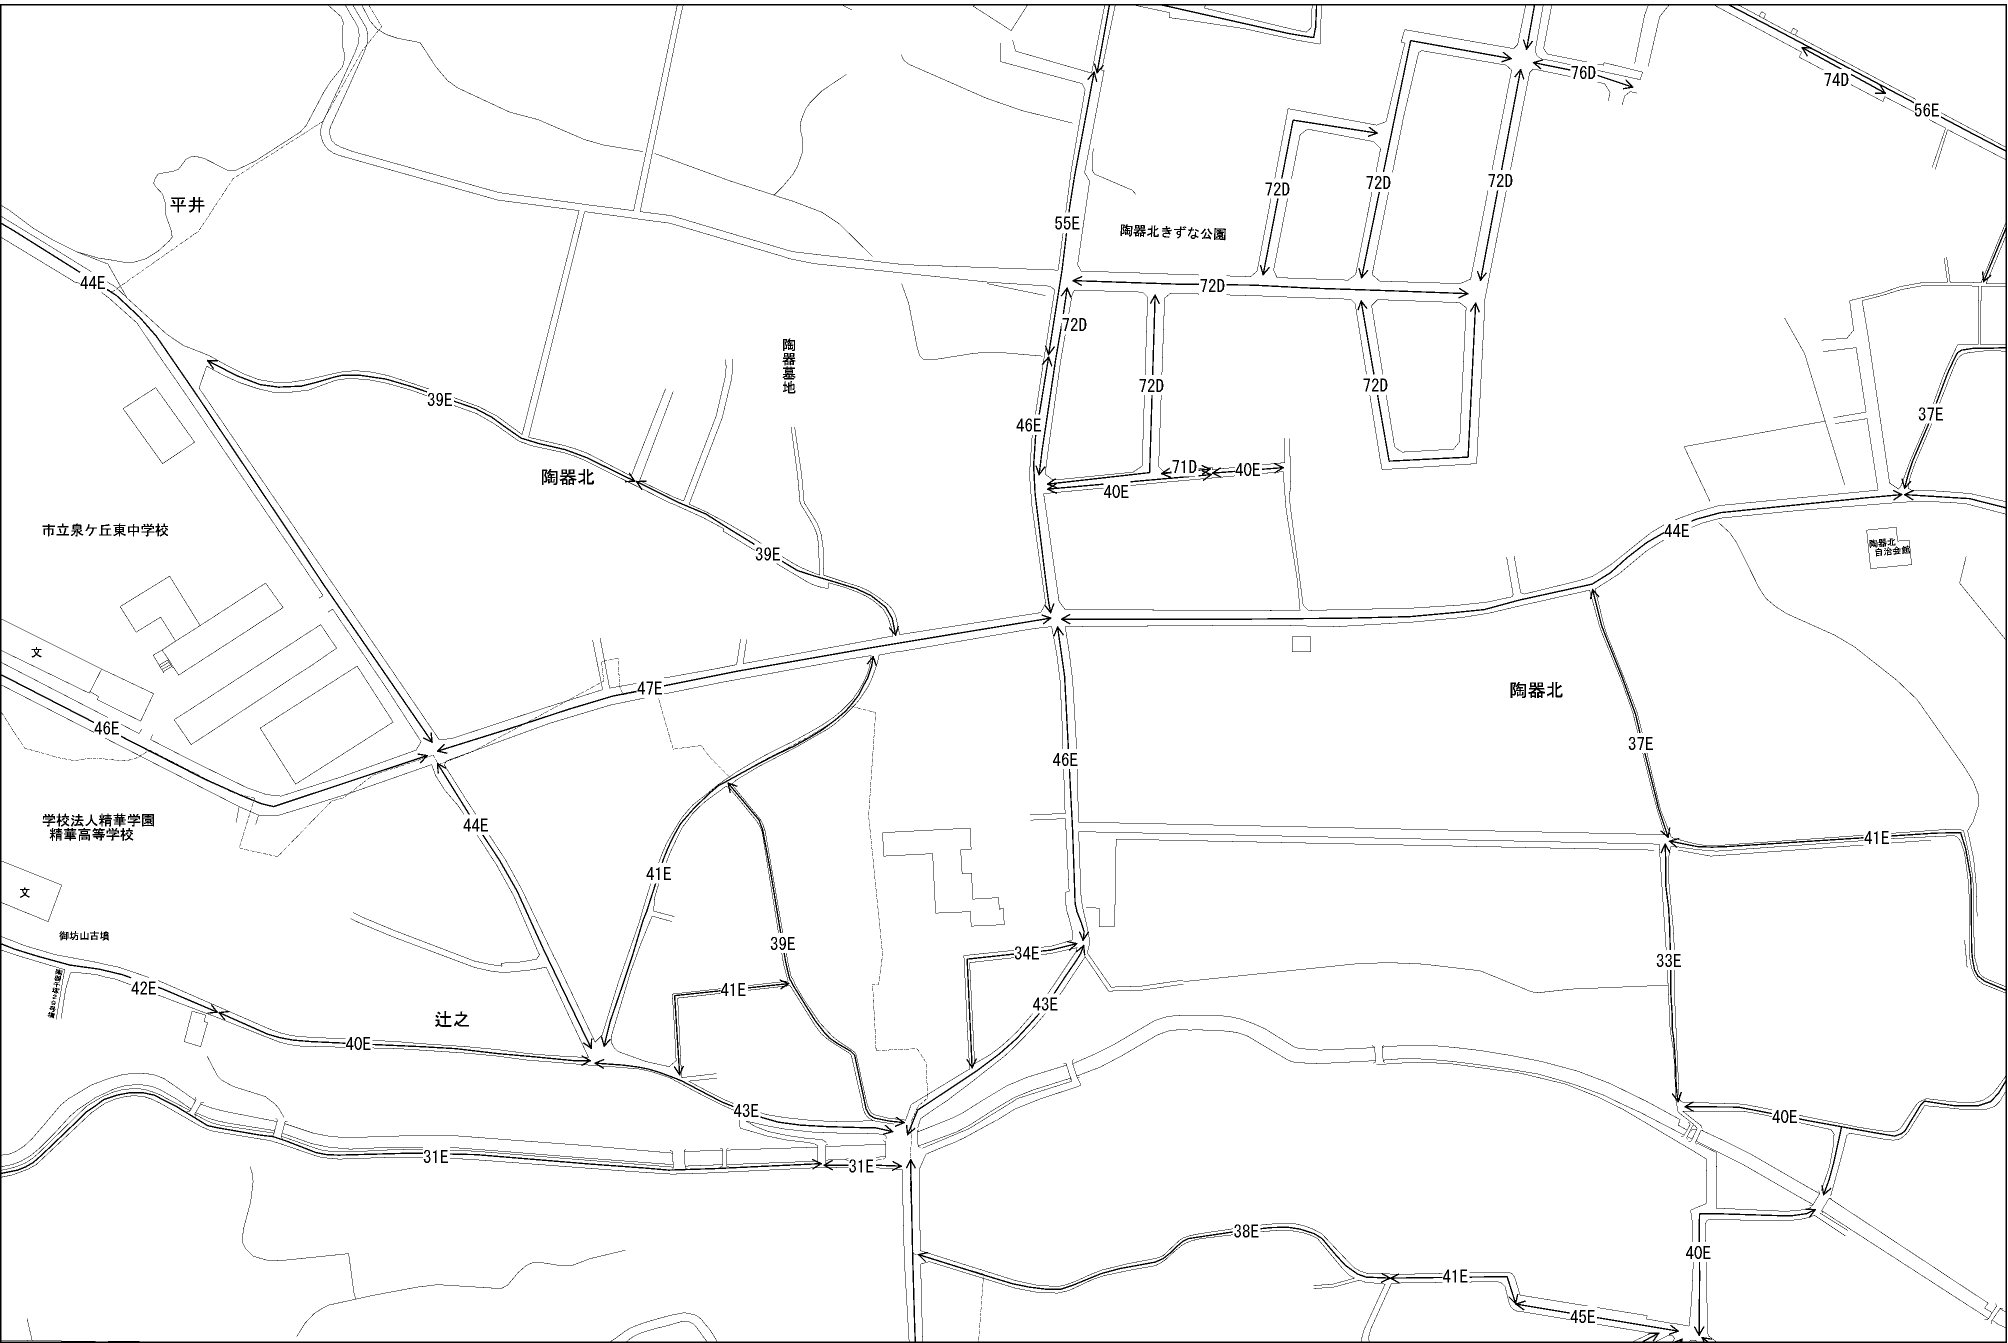 76D
74D
56E
72D
72D
72D
平井
55E
陶器北きずな公園
44E
72D
72D
陶器墓地
72D
72D
39E
37E
46E
71D
40E
陶器北
40E
市立泉ケ丘東中学校
44E
陶器北
自治会館
39E
文
47E
陶器北
46E
37E
46E
学校法人精華学園
精華高等学校
44E
41E
41E
文
御坊山古墳
39E
34E
33E
42E
41E
43E
辻之
40E
43E
40E
31E
31E
38E
40E
41E
45E